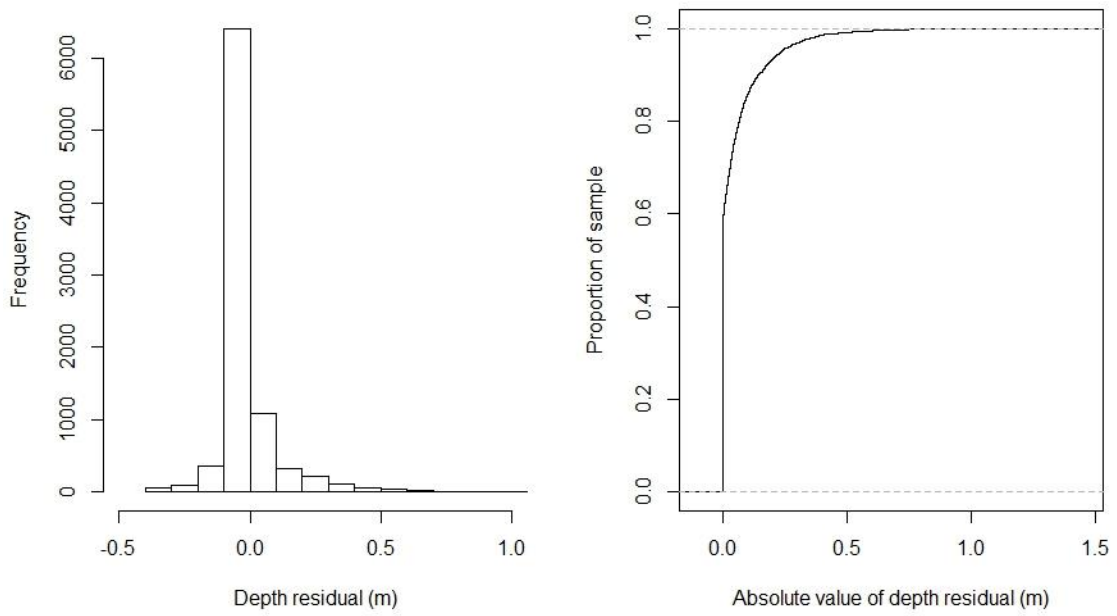 Frequency
0
1000
2000
3000
4000
5000
6000
-0.5 0.0 0.5 1.0
Depth residual (m)
Proportion of sample
0.0
0.2
0.4
0.6
0.8
1.0
0.0 0.5 1.0 1.5
Absolute value of depth residual (m)